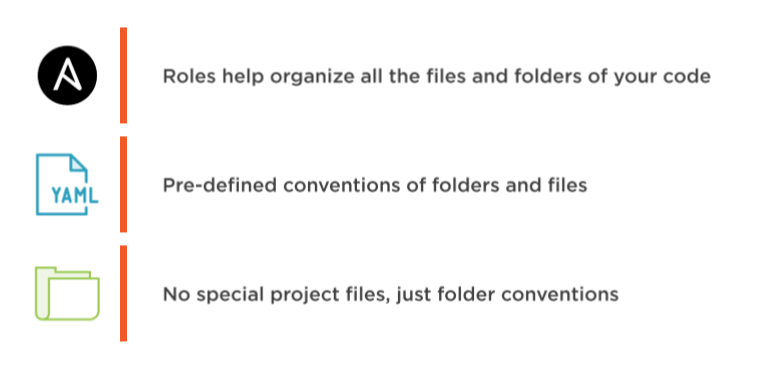 Roles help organize all the files and folders of your code
YAML
Pre-defined conventions of folders and files
No special project files, just folder conventions